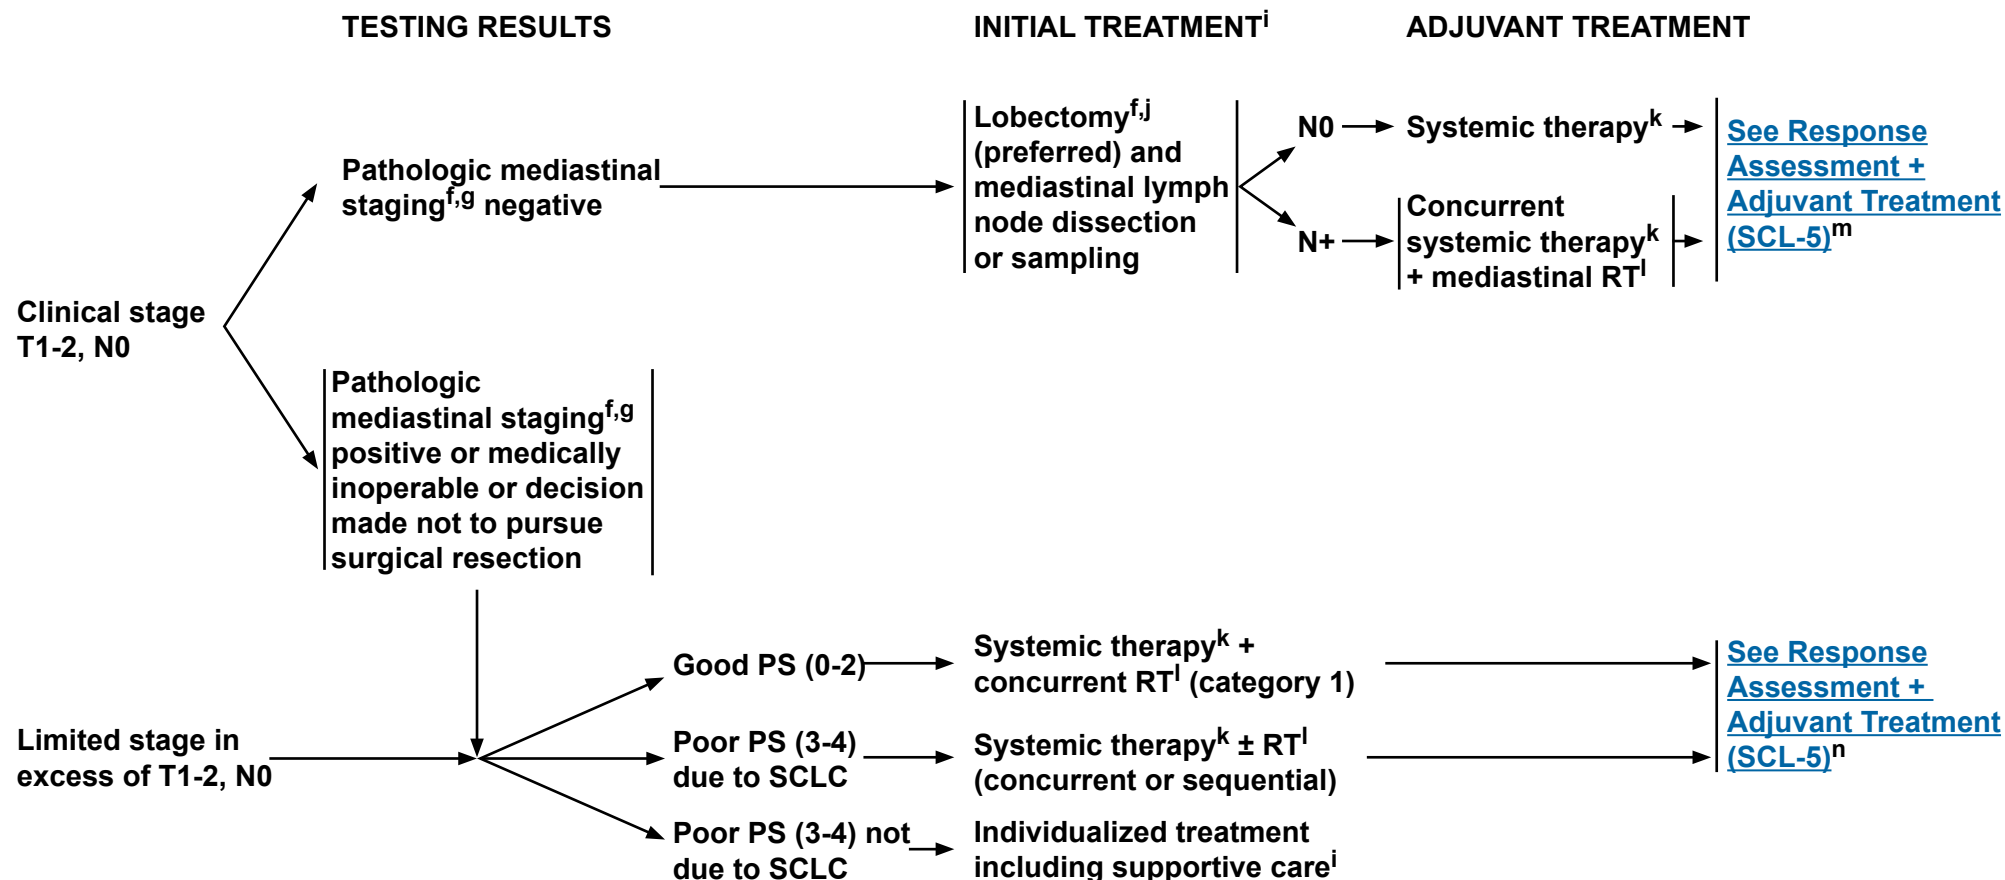 TESTING RESULTS
INITIAL TREATMENTi
ADJUVANT TREATMENT
Clinical stage
T1-2, N0
Pathologic mediastinal
stagingf,g negative
Lobectomyf,j
(preferred) and
mediastinal lymph
node dissection
or sampling
N0
Systemic therapyk
N+
Concurrent
systemic therapyk
+ mediastinal RTl
See Response
Assessment +
Adjuvant Treatment
(SCL-5)m
Pathologic
mediastinal stagingf,g
positive or medically
inoperable or decision
made not to pursue
surgical resection
Limited stage in
excess of T1-2, N0
Good PS (0-2)
Systemic therapyk +
concurrent RTl (category 1)
Poor PS (3-4)
due to SCLC
Systemic therapyk ± RTl
(concurrent or sequential)
See Response
Assessment +
Adjuvant Treatment
(SCL-5)n
Poor PS (3-4) not
due to SCLC
Individualized treatment
including supportive carei